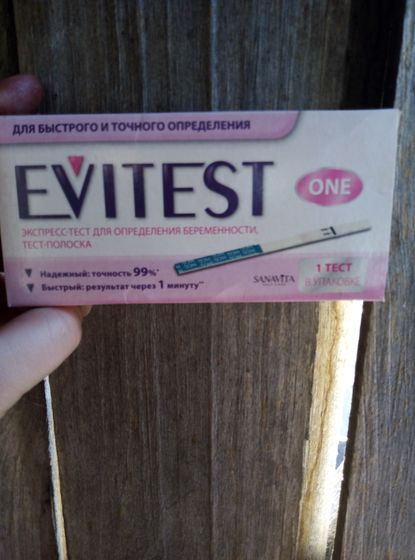 ДЛЯ БЫСТРОГО И ТОЧНОГО ОПРЕДЕЛЕНИЯ
EVITEST
ONE
ЭКСПРЕСС-ТЕСТ ДЛЯ ОПРЕДЕЛЕНИЯ БЕРЕМЕННОСТИ,
ТЕСТ-ПОЛОСКА
Надежный: точность 99%*
Быстрый: результат через 1 минуту**
SANAVITA
1 ТЕСТ
В УПАКОВКЕ